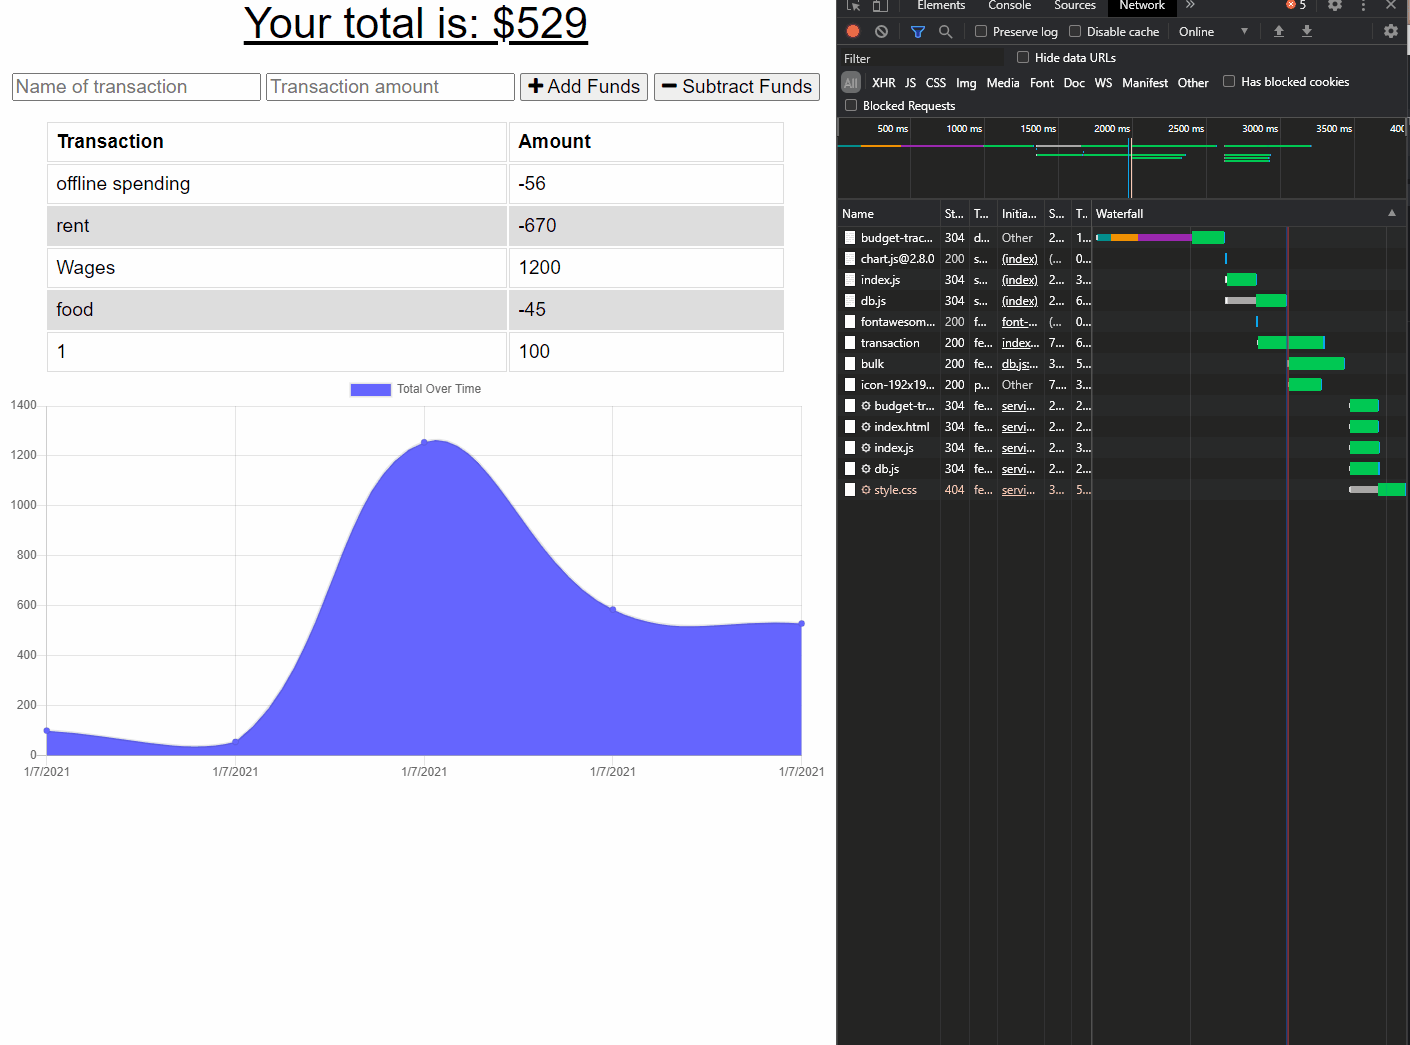 Your total is: $529
Name of transaction Transaction amount Add Funds Subtract Funds
Transaction Amount
offline spending -56
rent -670
Wages 1200
food -45
1 100
Total Over Time
1400
1200
1000
800
600
400
200
0
1/7/2021 1/7/2021 1/7/2021 1/7/2021 1/7/2021
Elements Console Sources Network » 5
Preserve log Disable cache Online
Filter Hide data URLs
All XHR JS CSS Img Media Font Doc WS Manifest Other Has blocked cookies
Blocked Requests
500 ms 1000 ms 1500 ms 2000 ms 2500 ms 3000 ms 3500 ms 400
Name St... T... Initia... S... T.. Waterfall
budget-trac... 304 d... Other 2... 1...
chart.js@2.8.0 200 s... (index) (... 0...
index.js 304 s... (index) 2... 3...
db.js 304 s... (index) 2... 6...
fontawesom... 200 f... font-... (... 0...
transaction 200 fe... index... 7... 6...
bulk 200 fe... db.js:... 3... 5...
icon-192x19... 200 p... Other 7.... 3...
budget-tr... 304 fe... servi... 2... 2...
index.html 304 fe... servi... 2... 2...
index.js 304 fe... servi... 2... 3...
db.js 304 fe... servi... 2... 2...
style.css 404 fe... servi... 3... 5...